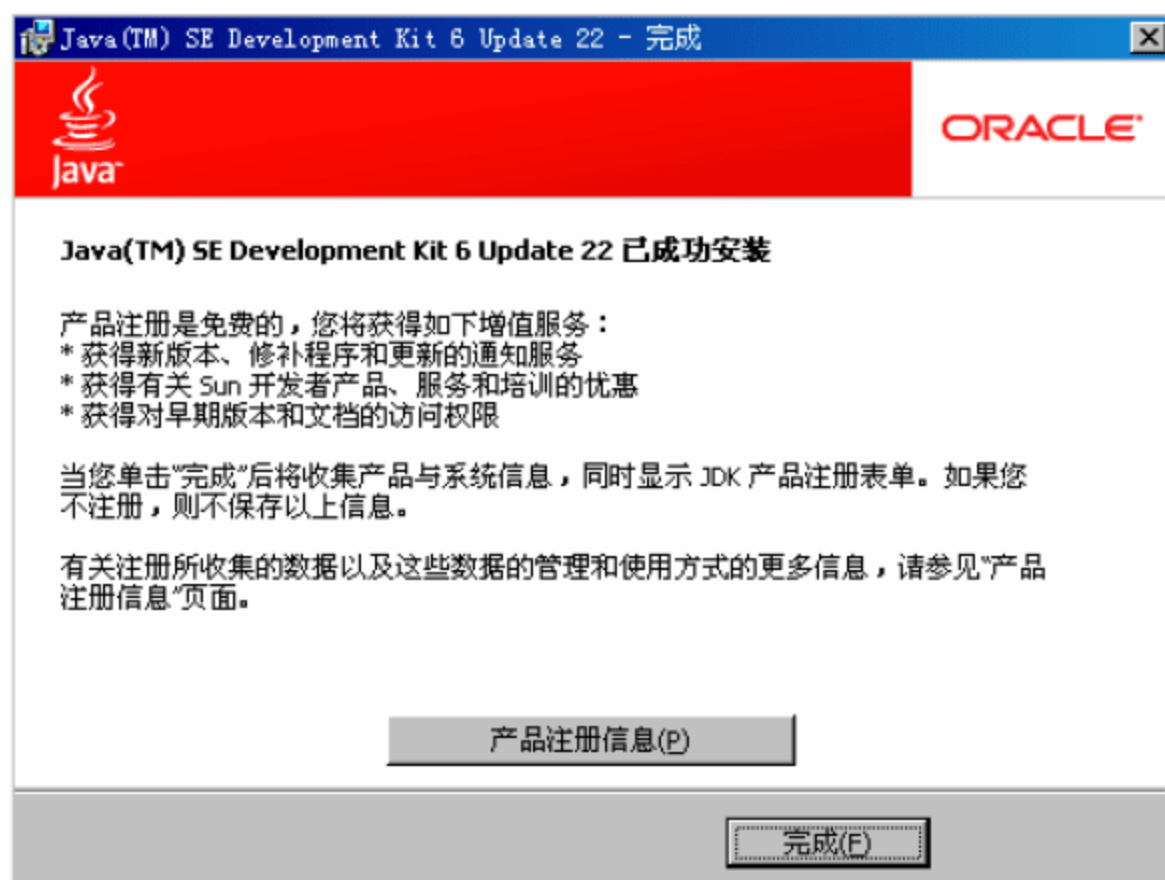 Java(TM) SE Development Kit 6 Update 22 - 完成
Java™
ORACLE®
Java(TM) SE Development Kit 6 Update 22 已成功安装
产品注册是免费的，您将获得如下增值服务：
* 获得新版本、修补程序和更新的通知服务
* 获得有关 Sun 开发者产品、服务和培训的优惠
* 获得对早期版本和文档的访问权限
当您单击“完成”后将收集产品与系统信息，同时显示 JDK 产品注册表单。如果您
不注册，则不保存以上信息。
有关注册所收集的数据以及这些数据的管理和使用方式的更多信息，请参见“产品
注册信息”页面。
产品注册信息(P)
完成(F)